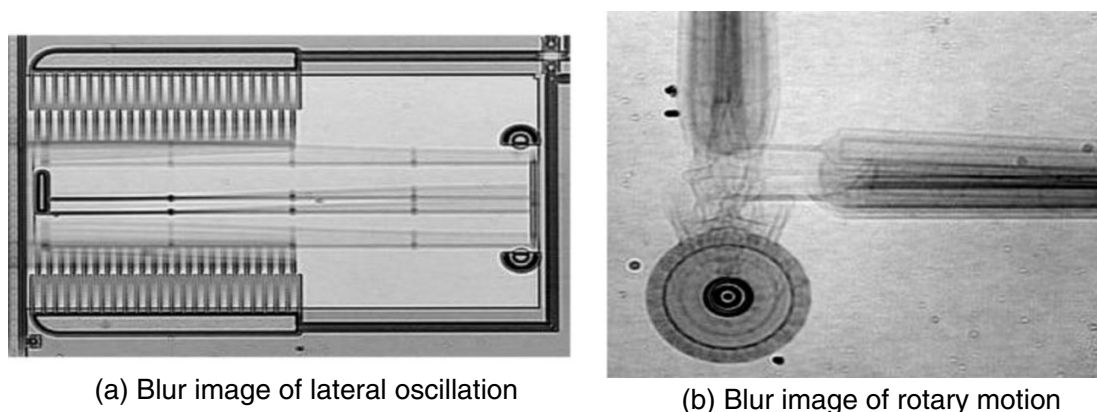 (a) Blur image of lateral oscillation
(b) Blur image of rotary motion